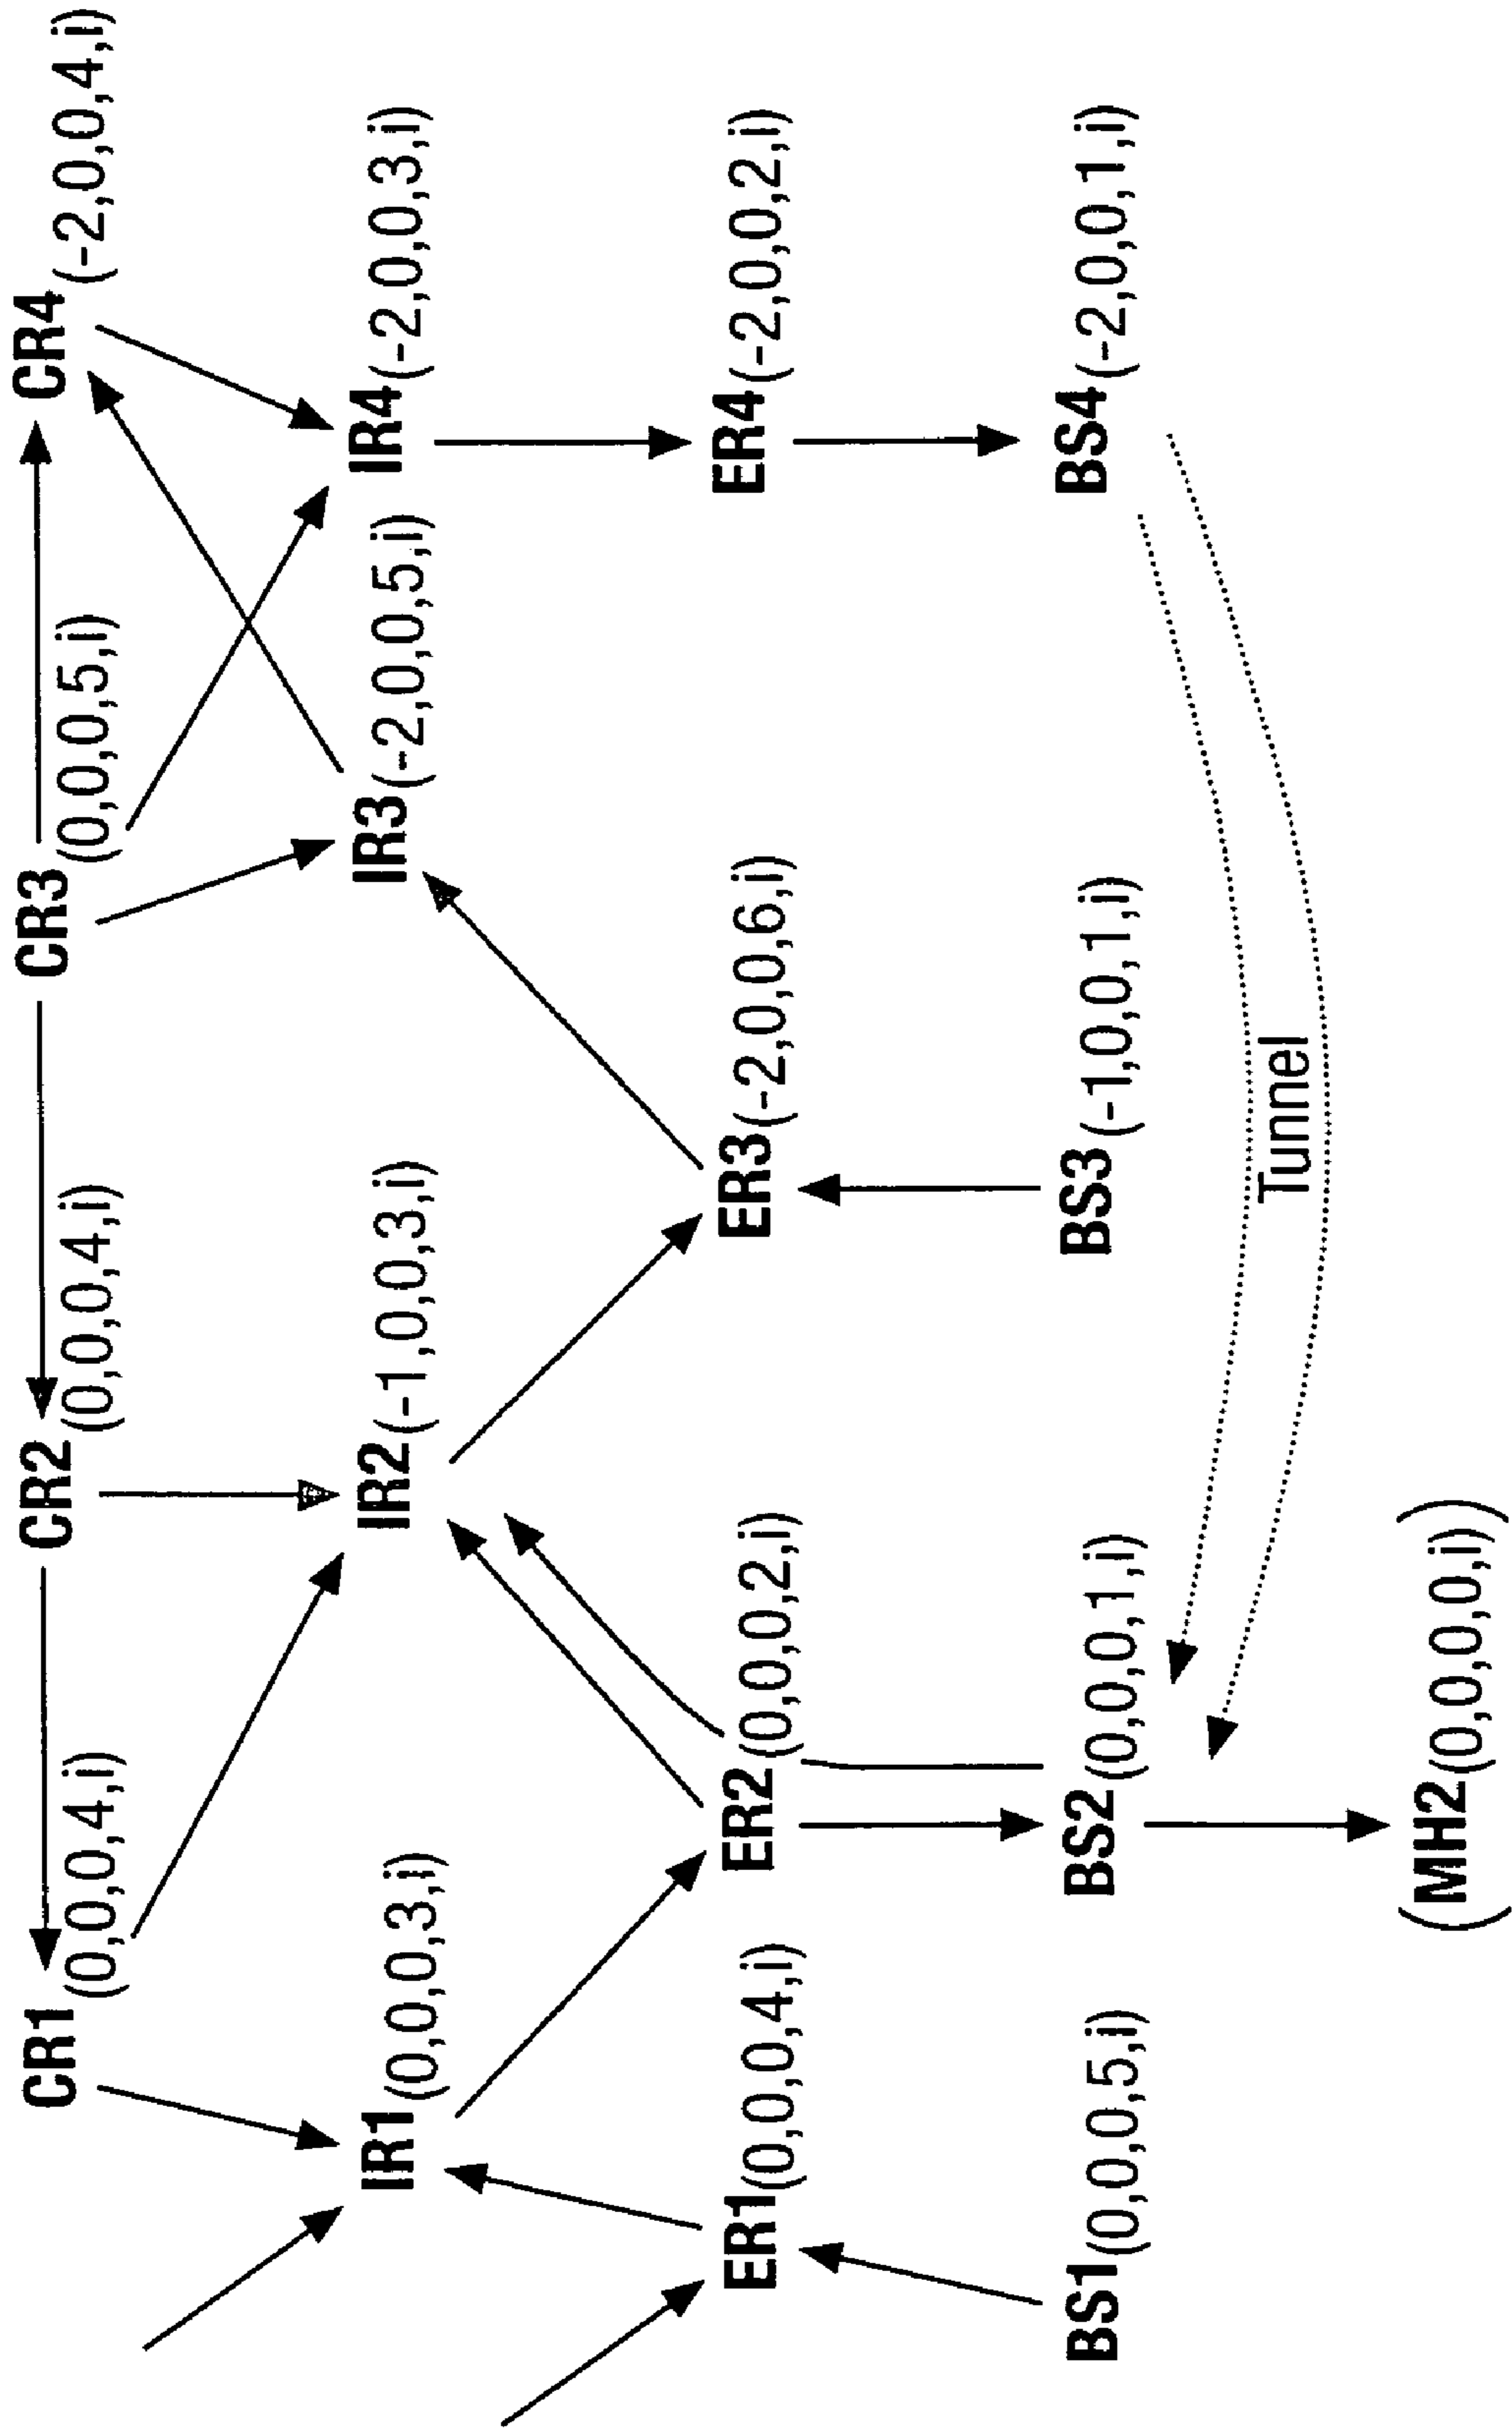 CR1(0,0,0,4,i)
CR2(0,0,0,4,i)
CR3(0,0,0,5,i)
CR4(-2,0,0,4,i)
IR1(0,0,0,3,i)
IR2(-1,0,0,3,i)
IR3(-2,0,0,5,i)
IR4(-2,0,0,3,i)
ER1(0,0,0,4,i)
ER2(0,0,0,2,i)
ER3(-2,0,0,6,i)
ER4(-2,0,0,2,i)
BS1(0,0,0,5,i)
BS2(0,0,0,1,i)
BS3(-1,0,0,1,i)
BS4(-2,0,0,1,i)
Tunnel
(MH2(0,0,0,0,i))